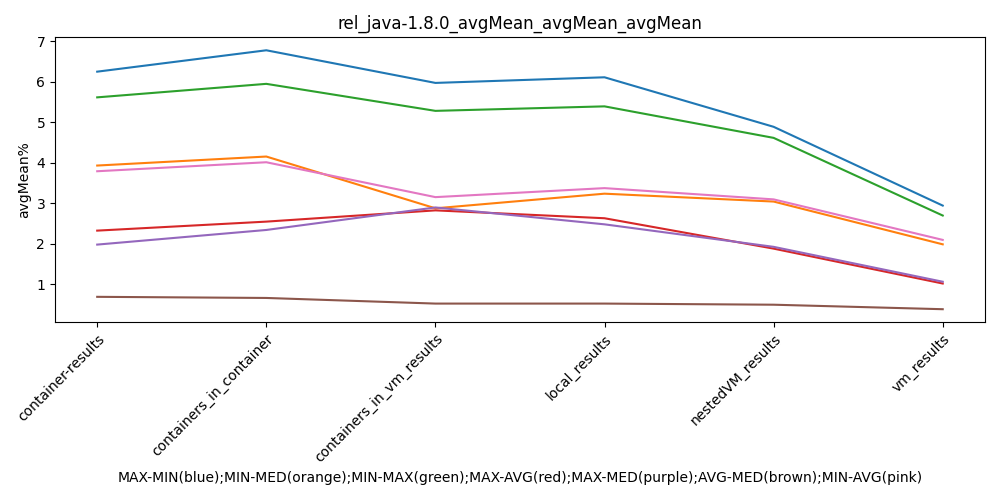 rel_java-1.8.0_avgMean_avgMean_avgMean
avgMean%
7
6
5
4
3
2
1
container-results
containers_in_container
containers_in_vm_results
local_results
nestedVM_results
vm_results
MAX-MIN(blue);MIN-MED(orange);MIN-MAX(green);MAX-AVG(red);MAX-MED(purple);AVG-MED(brown);MIN-AVG(pink)